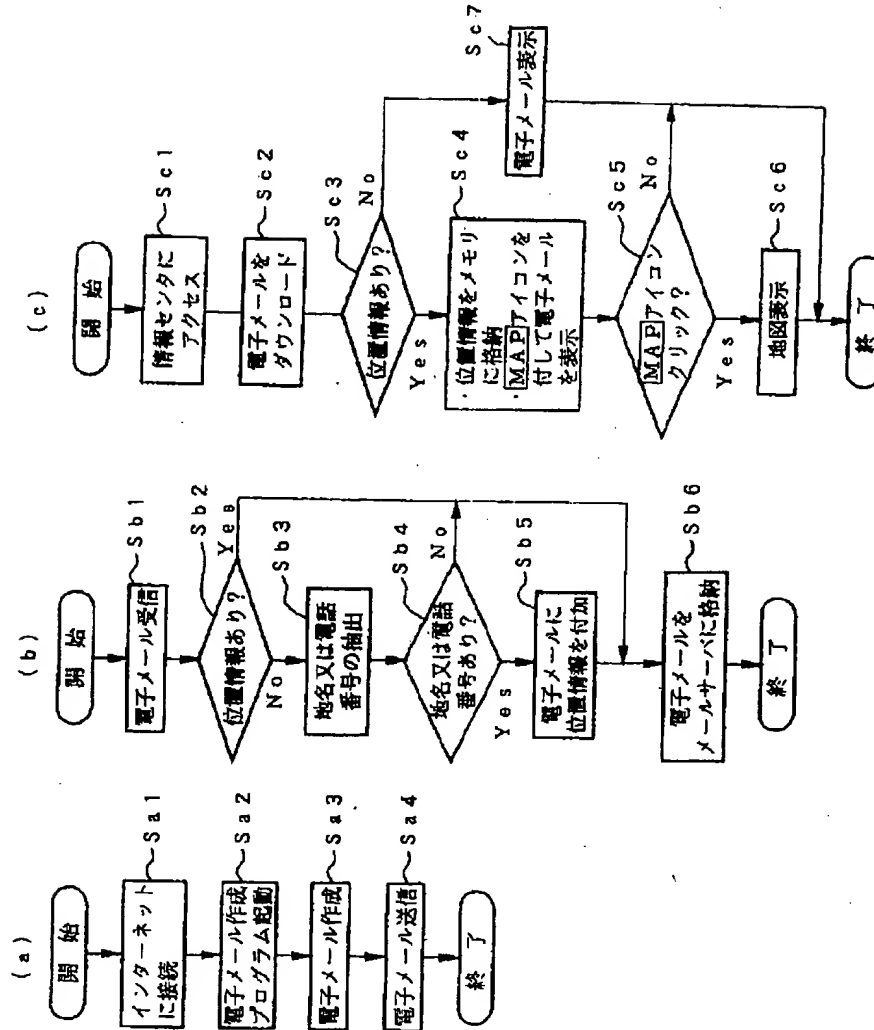 (a)
開 始
インターネット
に接続
Sa1
電子メール作成
プログラム起動
Sa2
電子メール作成
Sa3
電子メール送信
Sa4
終 了
(b)
開 始
電子メール受信
Sb1
位置情報あり?
Sb2
Yes
No
地名又は電話
番号の抽出
Sb3
地名又は電話
番号あり?
Sb4
No
Yes
電子メールに
位置情報を付加
Sb5
電子メールを
メールサーバに格納
Sb6
終 了
(c)
開 始
情報センタに
アクセス
Sc1
電子メールを
ダウンロード
Sc2
位置情報あり?
Sc3
No
Yes
・位置情報をメモリ
に格納
・MAPアイコンを
付して電子メール
を表示
Sc4
MAPアイコン
クリック?
Sc5
No
Yes
地図表示
Sc6
電子メール表示
Sc7
終 了